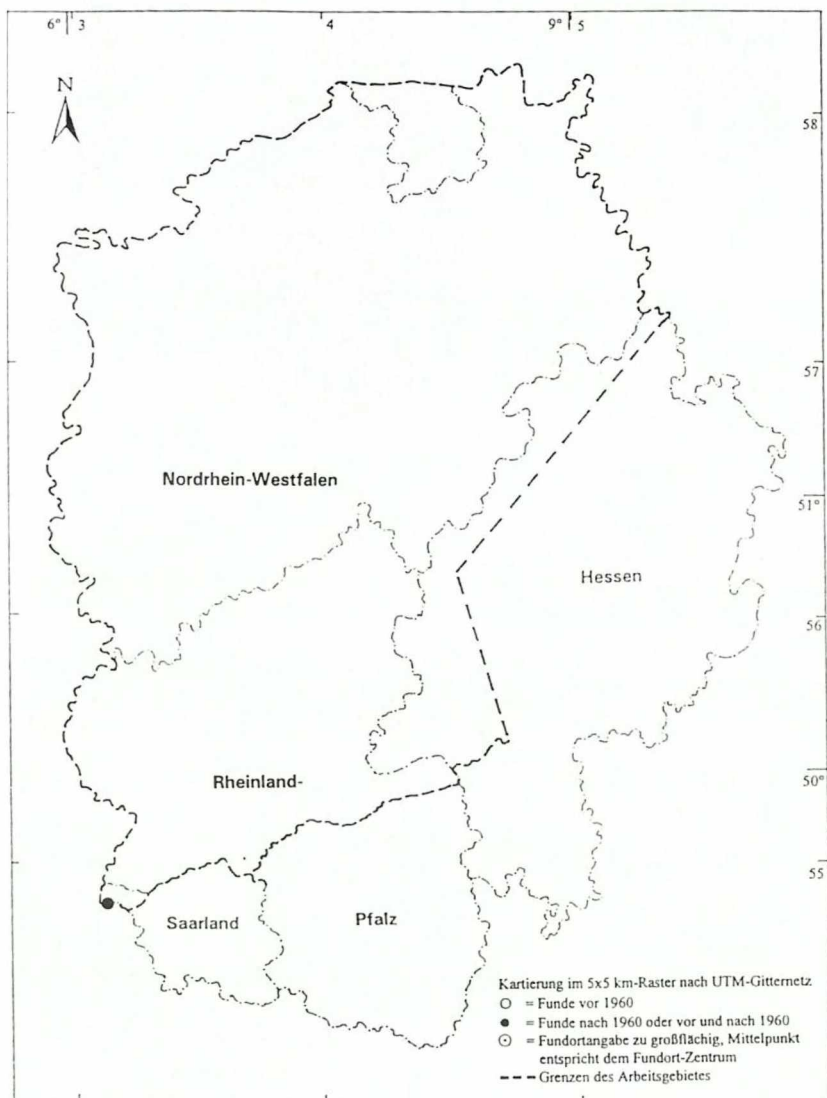 6° 3 4 9° 5
N
58
57
Nordrhein-Westfalen
51°
Hessen
56
Rheinland-
50°
55
Saarland
Pfalz
Kartierung im 5x5 km-Raster nach UTM-Gitternetz
○ = Funde vor 1960
● = Funde nach 1960 oder vor und nach 1960
⊙ = Fundortangabe zu großflächig, Mittelpunkt
entspricht dem Fundort-Zentrum
--- Grenzen des Arbeitsgebietes